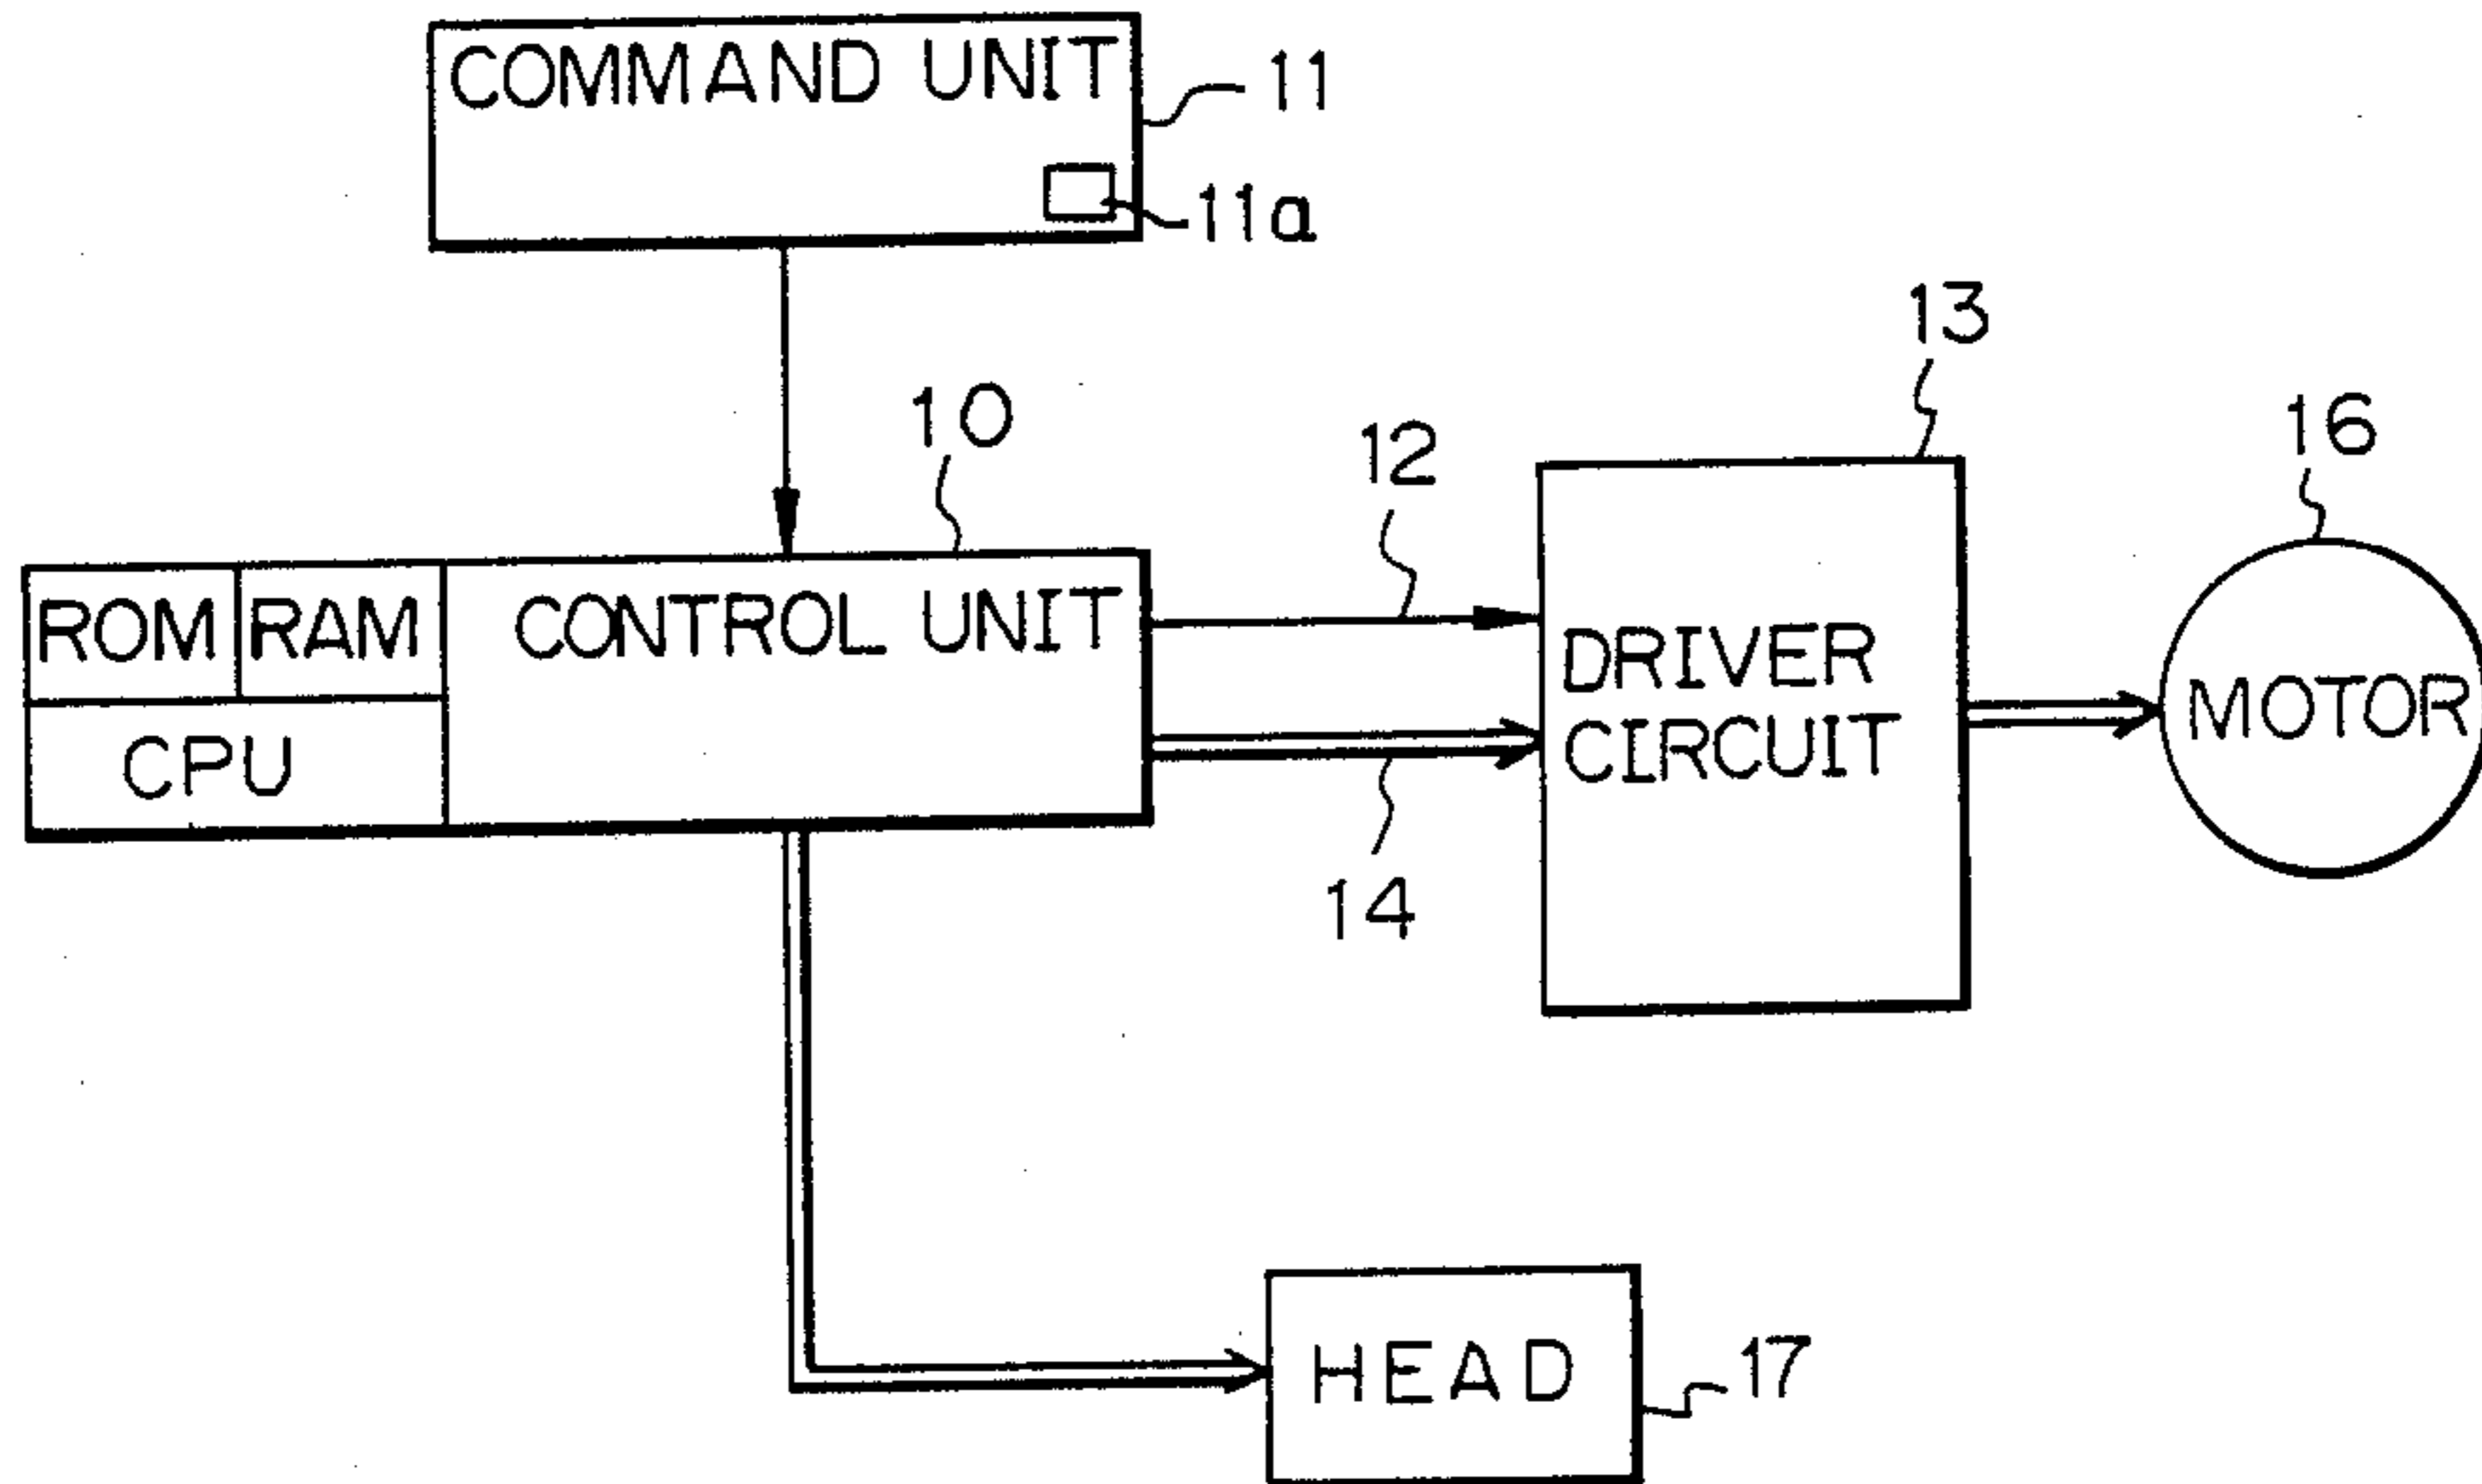 COMMAND UNIT
11
11a
13
10
12
16
ROM
RAM
CONTROL UNIT
DRIVER
CIRCUIT
MOTOR
CPU
14
HEAD
17